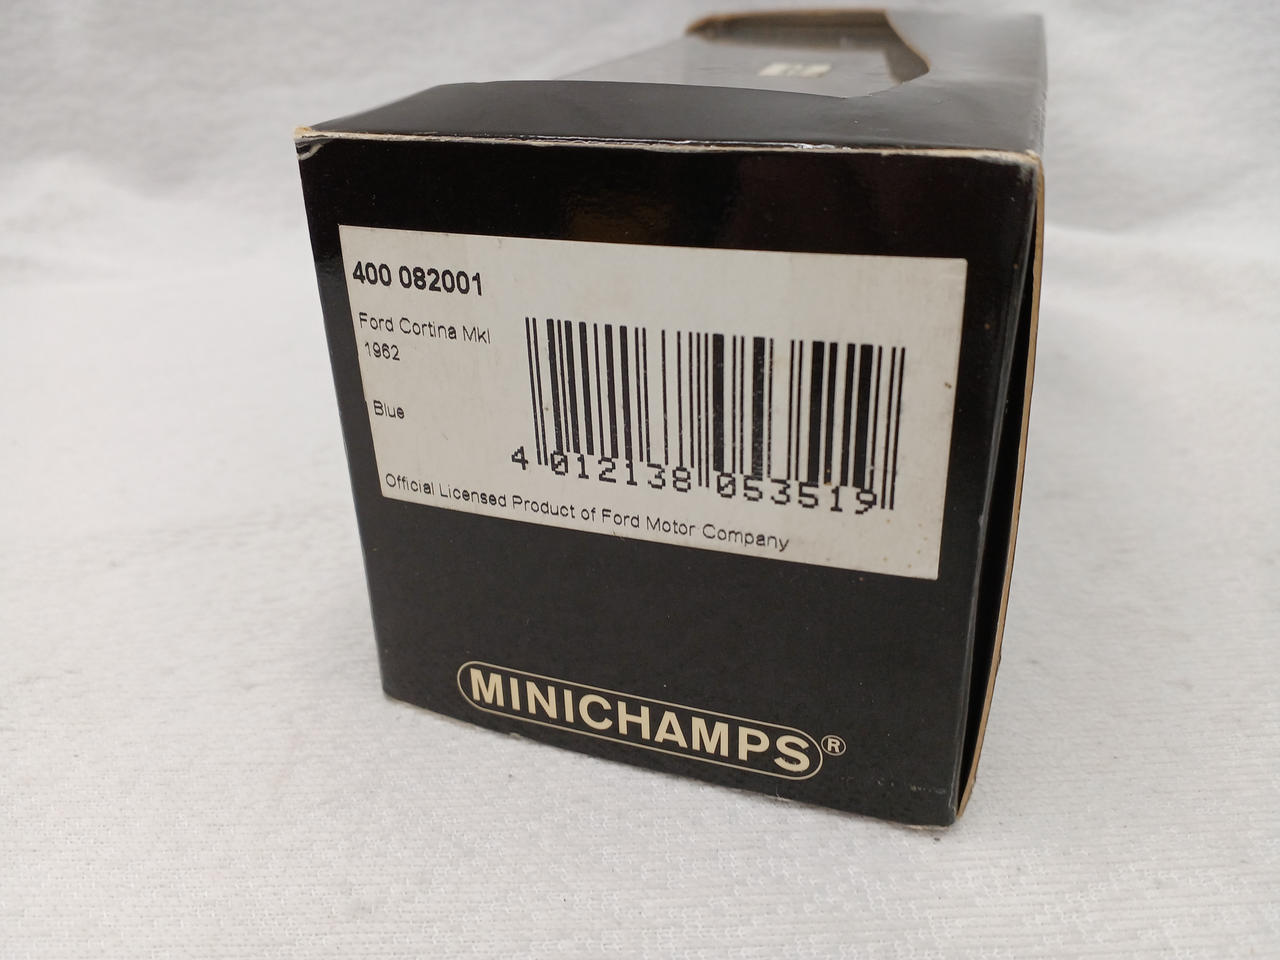 400 082001
Ford Cortina MkI
1962
Blue
4 012138 053519
Official Licensed Product of Ford Motor Company
MINICHAMPS®